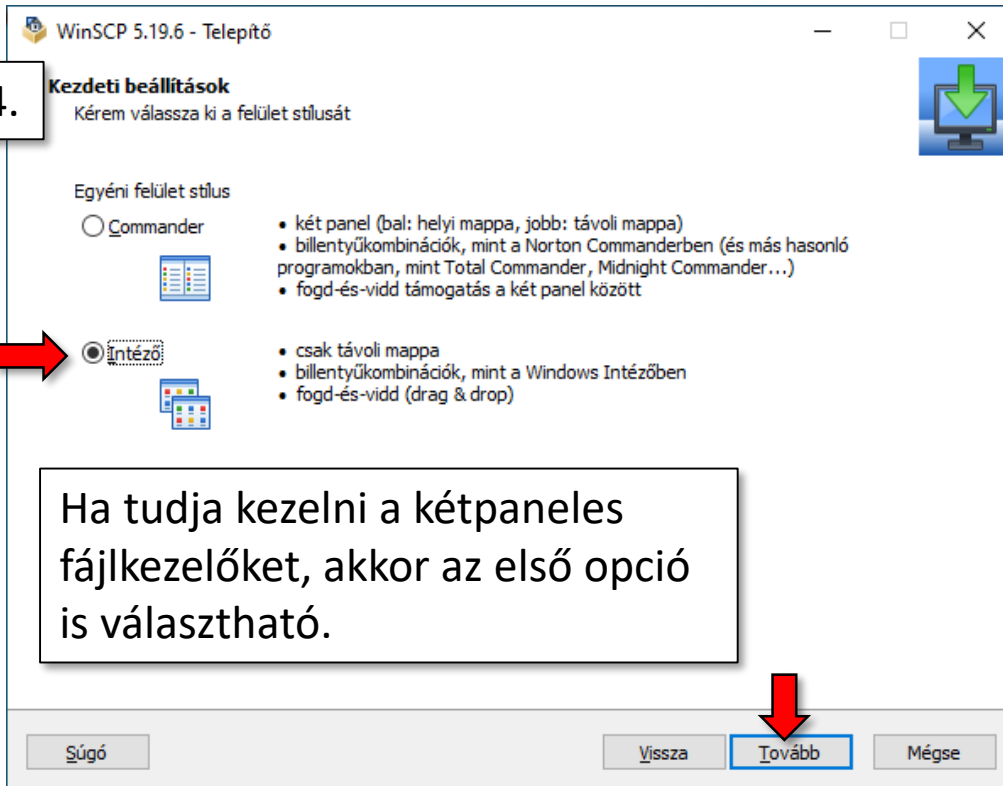 WinSCP 5.19.6 - Telepítő
4.
Kezdeti beállítások
Kérem válassza ki a felület stílusát
Egyéni felület stílus
Commander
• két panel (bal: helyi mappa, jobb: távoli mappa)
• billentyűkombinációk, mint a Norton Commanderben (és más hasonló
programokban, mint Total Commander, Midnight Commander...)
• fogd-és-vidd támogatás a két panel között
Intéző
• csak távoli mappa
• billentyűkombinációk, mint a Windows Intézőben
• fogd-és-vidd (drag & drop)
Ha tudja kezelni a kétpaneles
fájlkezelőket, akkor az első opció
is választható.
Súgó
Vissza
Tovább
Mégse